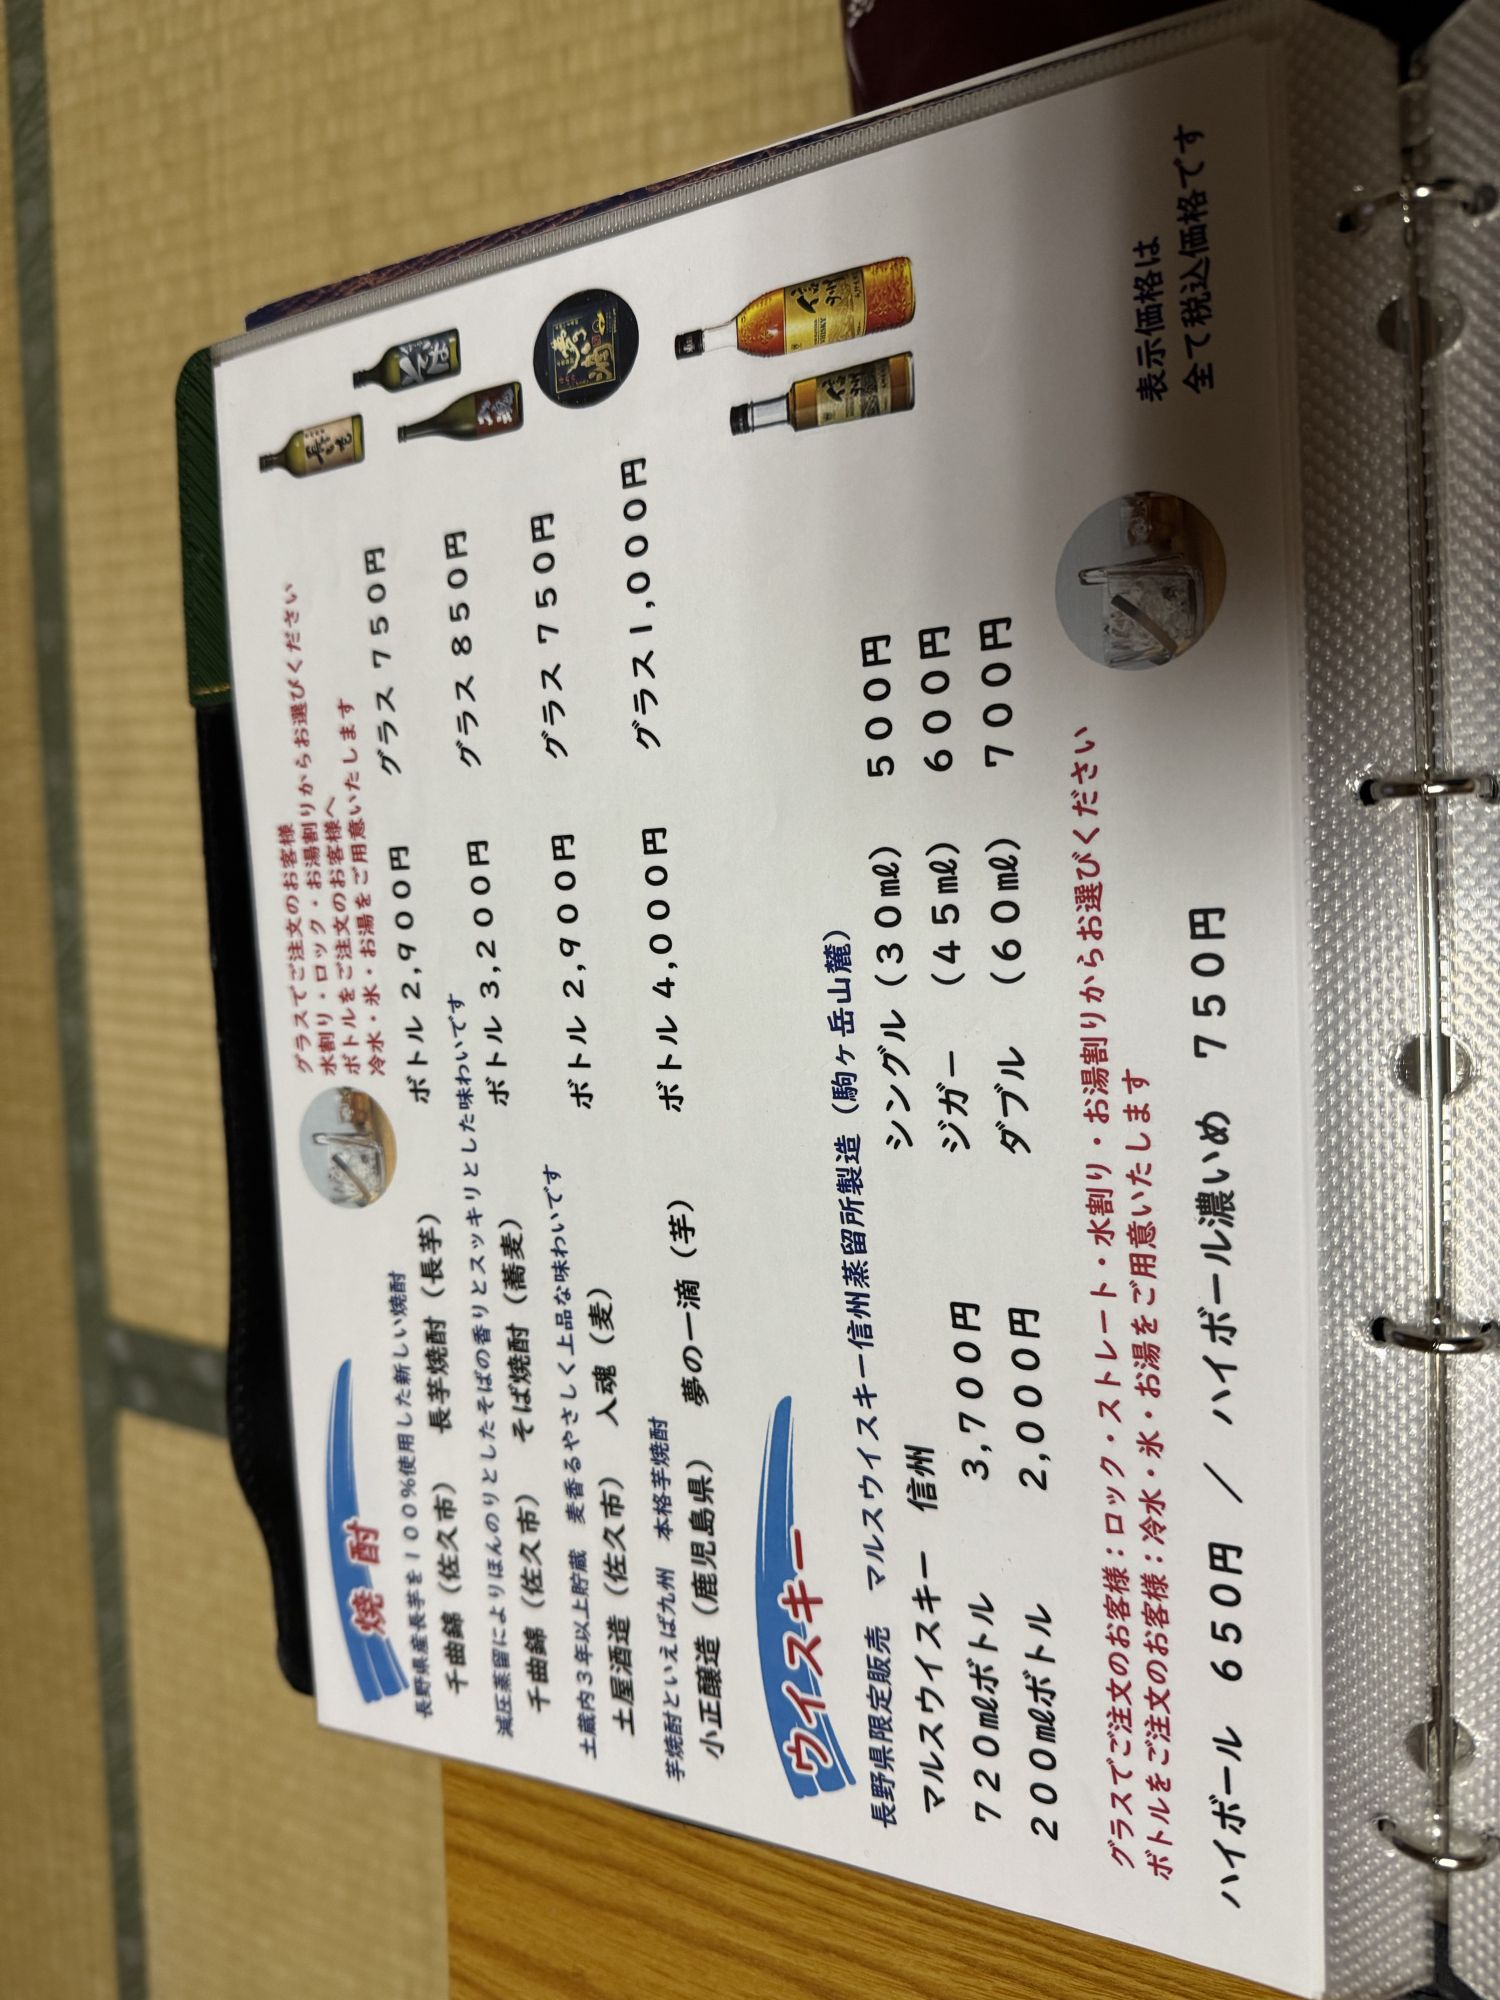 焼酎
グラスでご注文のお客様
水割り・ロック・お湯割りからお選びください
ボトルをご注文のお客様へ
冷水・氷・お湯をご用意いたします
長野県産長芋を100%使用した新しい焼酎
千曲錦(佐久市) 長芋焼酎(長芋) ボトル 2,900円 グラス 750円
減圧蒸留によりほんのりとしたそばの香りとスッキリとした味わいです
千曲錦(佐久市) そば焼酎(蕎麦) ボトル 3,200円 グラス 850円
土蔵内3年以上貯蔵 麦香るやさしく上品な味わいです
土屋酒造(佐久市) 入魂(麦) ボトル 2,900円 グラス 750円
芋焼酎といえば九州 本格芋焼酎
小正醸造(鹿児島県) 夢の一滴(芋) ボトル 4,000円 グラス1,000円
ウイスキー
長野県限定販売 マルスウイスキー信州蒸留所製造(駒ヶ岳山麓)
マルスウイスキー 信州 シングル(30㎖) 500円
720㎖ボトル 3,700円 ジガー (45㎖) 600円
200㎖ボトル 2,000円 ダブル (60㎖) 700円
グラスでご注文のお客様:ロック・ストレート・水割り・お湯割りからお選びください
ボトルをご注文のお客様:冷水・氷・お湯をご用意いたします
ハイボール 650円 / ハイボール濃いめ 750円
表示価格は
全て税込価格です
長芋
そば
入魂
夢の一滴
信州
WHISKY
信州